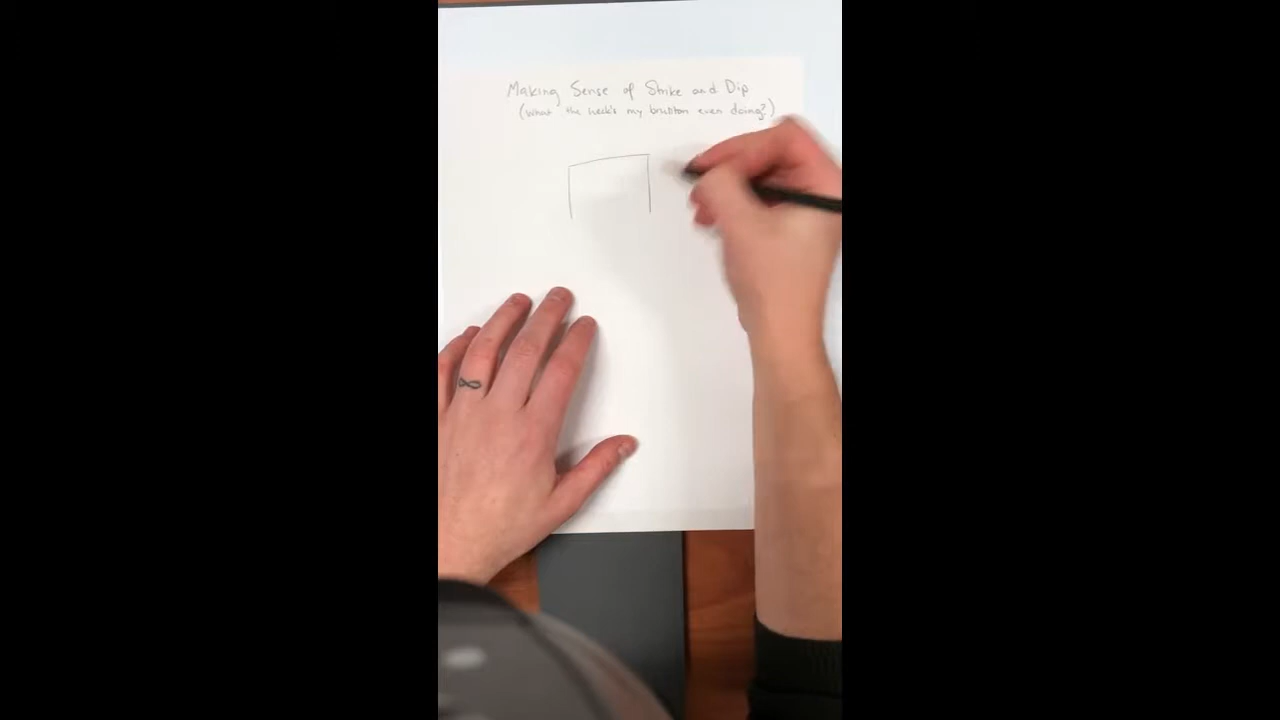 Making Sense of Strike and Dip
(What the heck's my brunton even doing?)